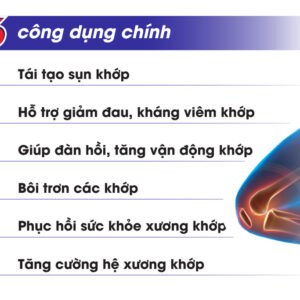 6 công dụng chính
Tái tạo sụn khớp
Hỗ trợ giảm đau, kháng viêm khớp
Giúp đàn hồi, tăng vận động khớp
Bôi trơn các khớp
Phục hồi sức khỏe xương khớp
Tăng cường hệ xương khớp